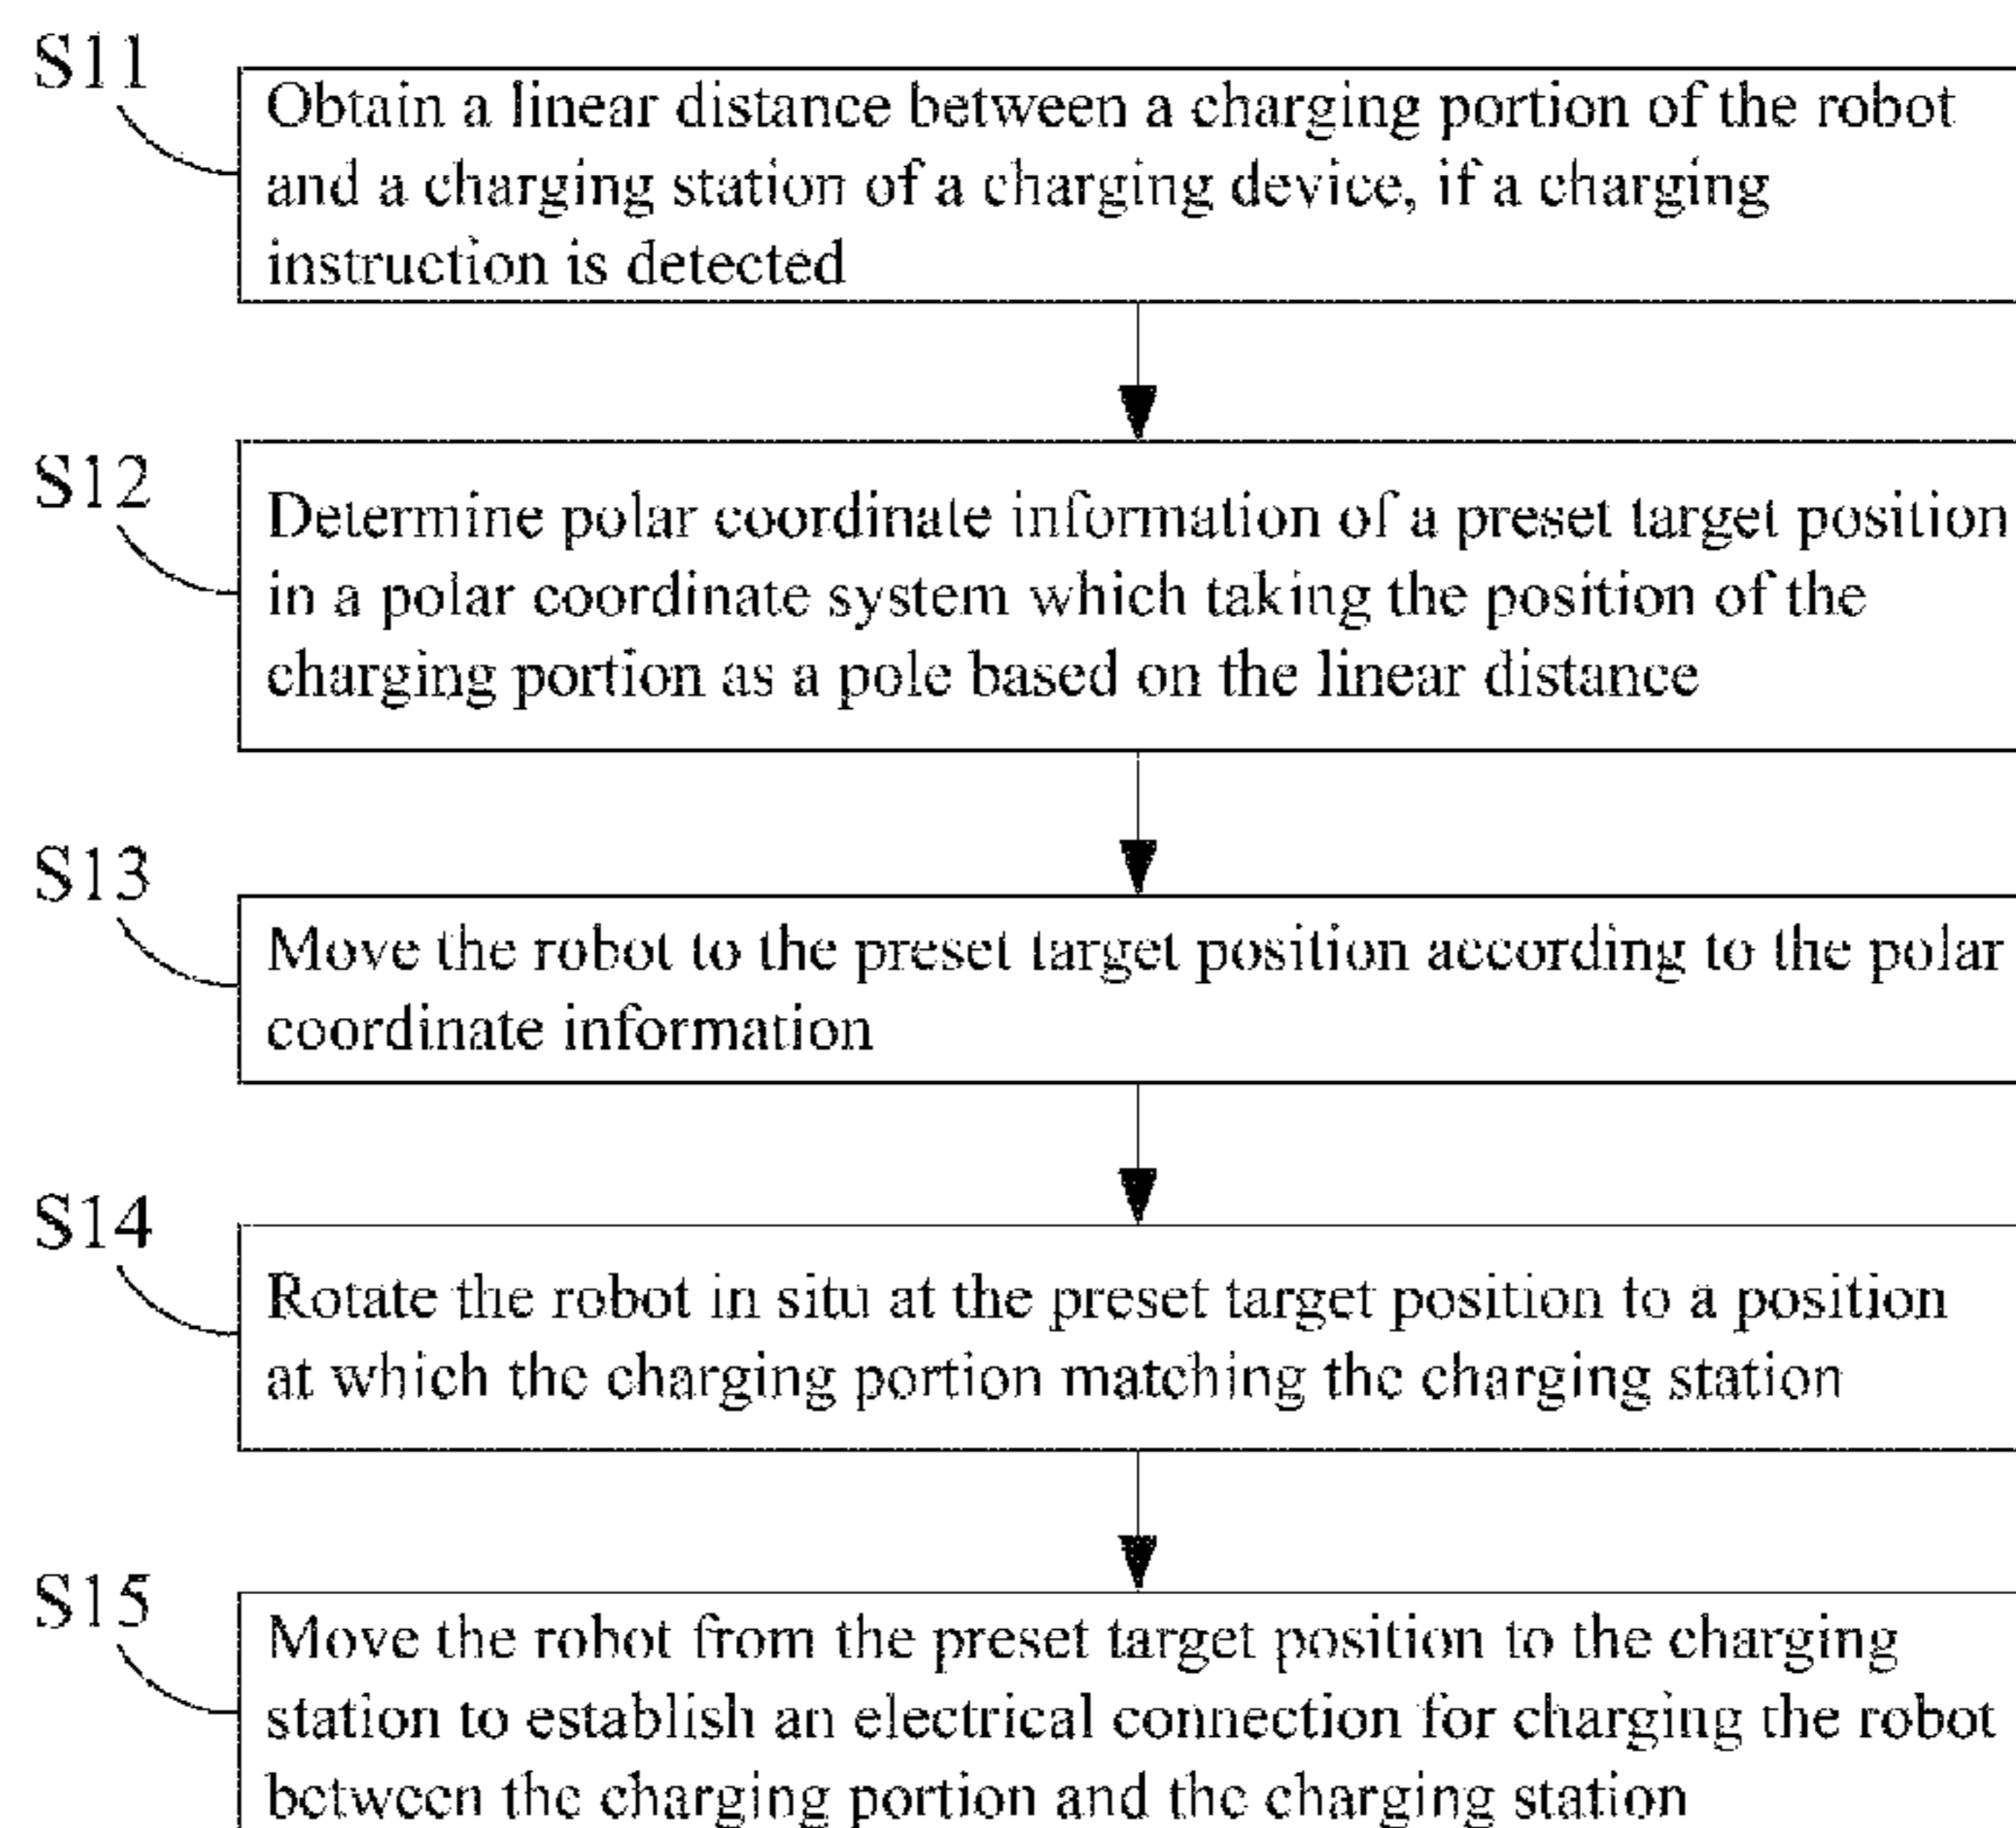 S11
Obtain a linear distance between a charging portion of the robot
and a charging station of a charging device, if a charging
instruction is detected
S12
Determine polar coordinate information of a preset target position
in a polar coordinate system which taking the position of the
charging portion as a pole based on the linear distance
S13
Move the robot to the preset target position according to the polar
coordinate information
S14
Rotate the robot in situ at the preset target position to a position
at which the charging portion matching the charging station
S15
Move the robot from the preset target position to the charging
station to establish an electrical connection for charging the robot
between the charging portion and the charging station